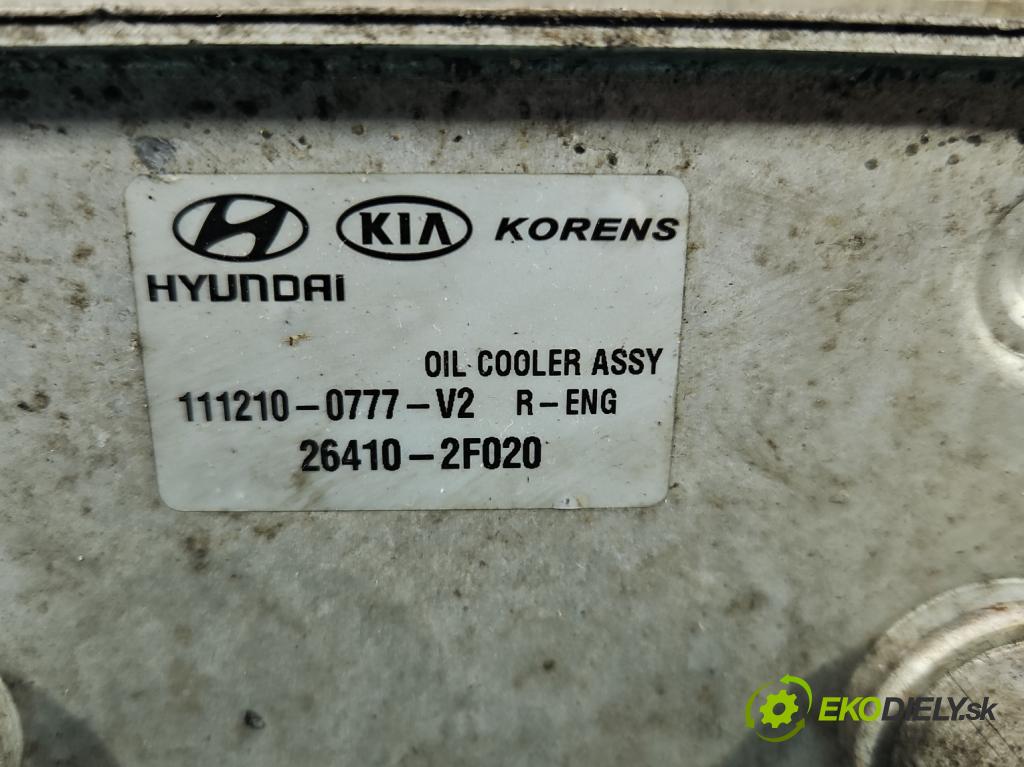 KIA KORENS
HYUNDAI
OIL COOLER ASSY
111210-0777-V2 R-ENG
26410-2F020
EKODIELY.sk